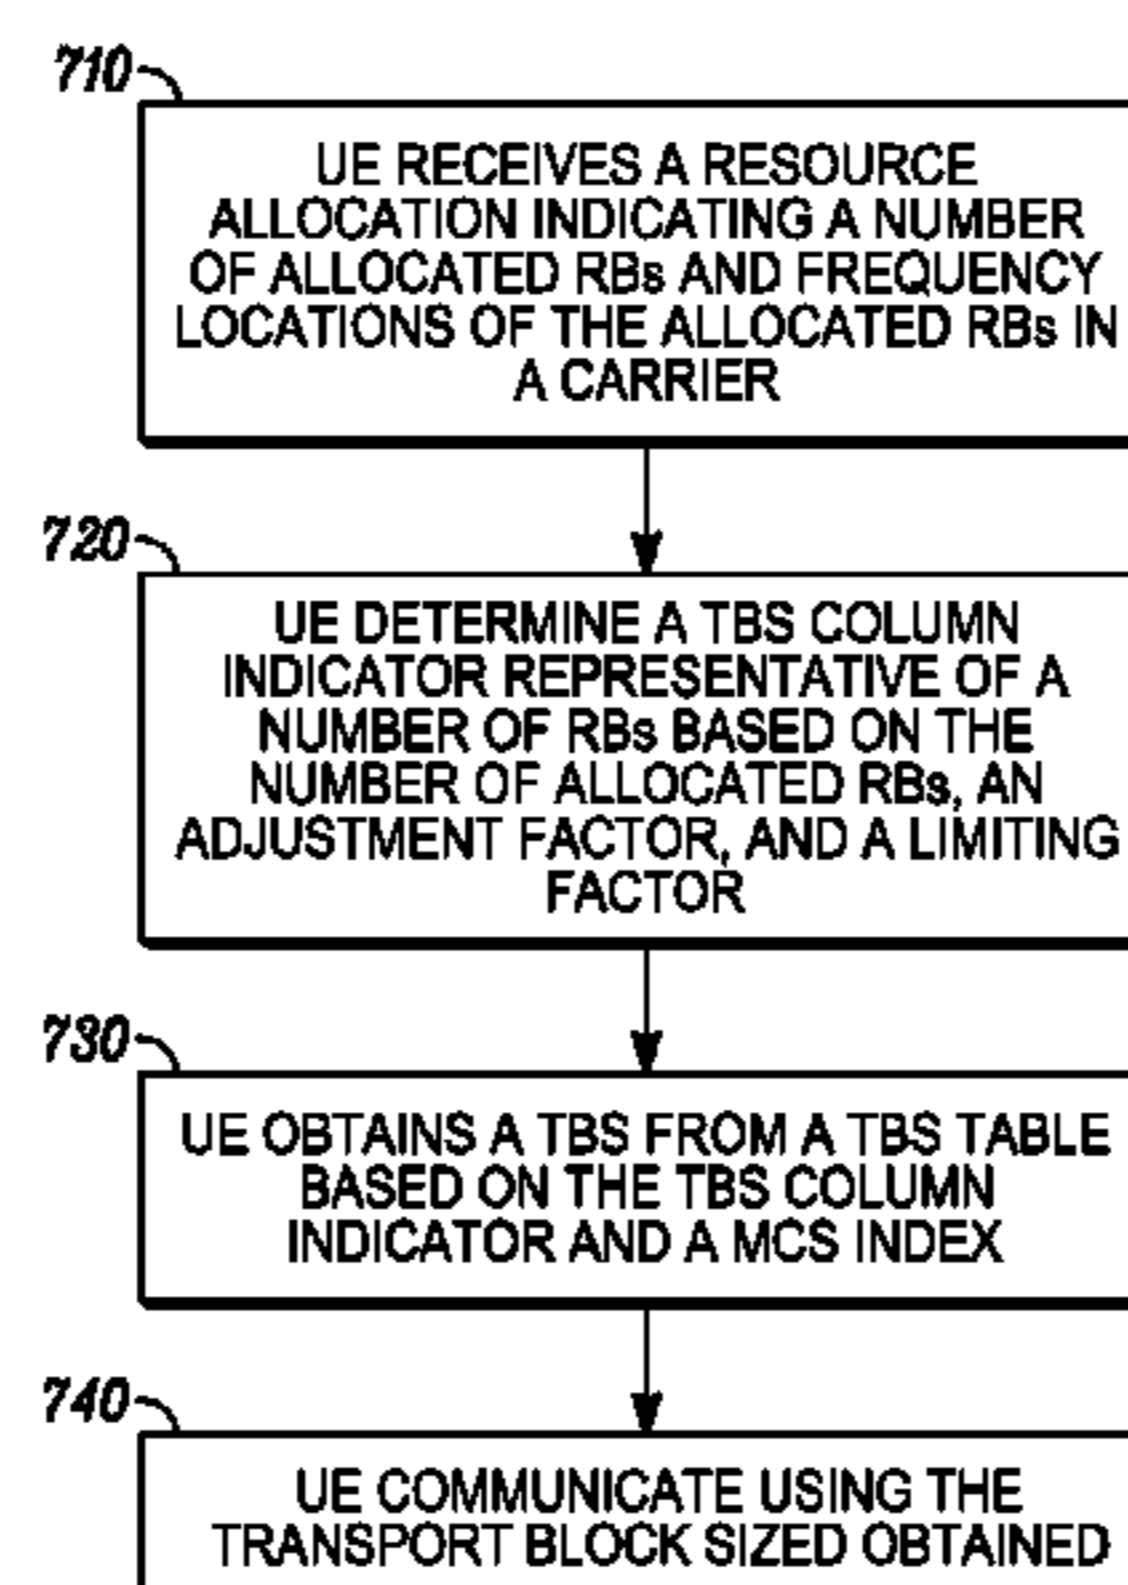 710
UE RECEIVES A RESOURCE
ALLOCATION INDICATING A NUMBER
OF ALLOCATED RBs AND FREQUENCY
LOCATIONS OF THE ALLOCATED RBs IN
A CARRIER
720
UE DETERMINE A TBS COLUMN
INDICATOR REPRESENTATIVE OF A
NUMBER OF RBs BASED ON THE
NUMBER OF ALLOCATED RBs, AN
ADJUSTMENT FACTOR, AND A LIMITING
FACTOR
730
UE OBTAINS A TBS FROM A TBS TABLE
BASED ON THE TBS COLUMN
INDICATOR AND A MCS INDEX
740
UE COMMUNICATE USING THE
TRANSPORT BLOCK SIZED OBTAINED